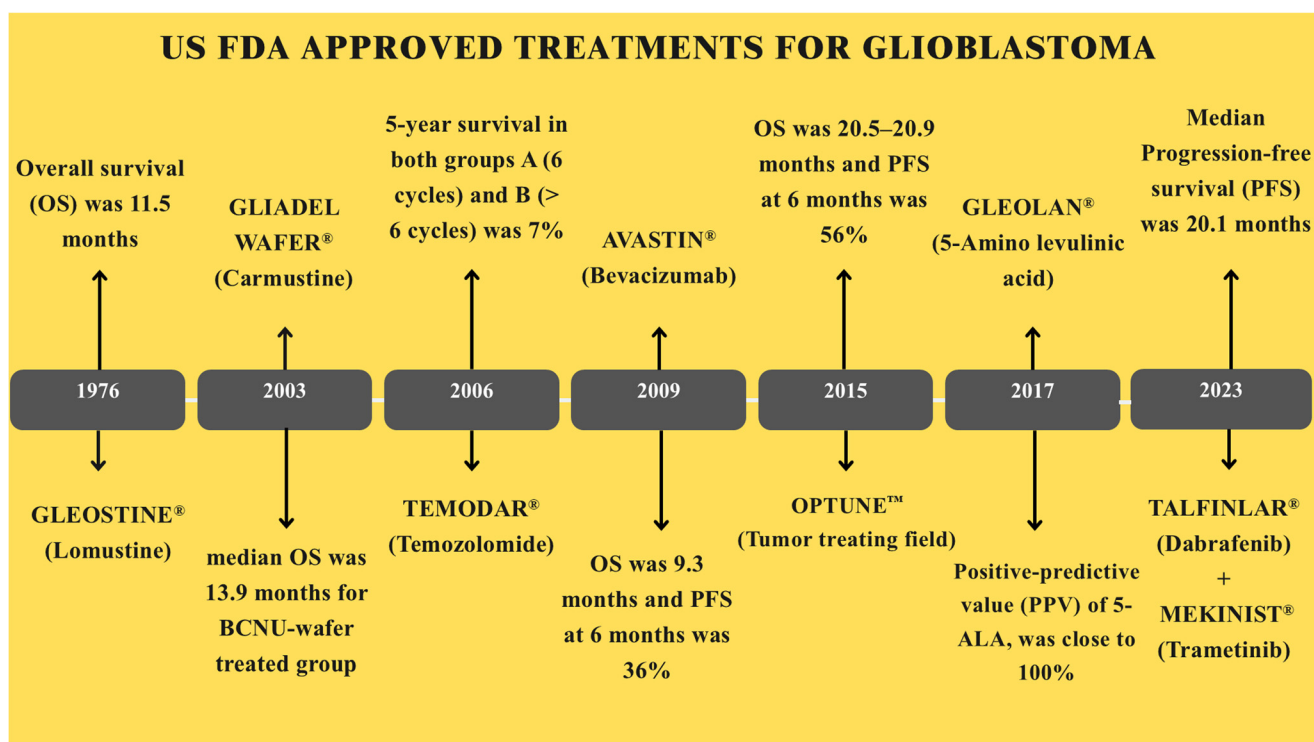 US FDA APPROVED TREATMENTS FOR GLIOBLASTOMA
Overall survival
(OS) was 11.5
months
GLIADEL
WAFER®
(Carmustine)
5-year survival in
both groups A (6
cycles) and B (>
6 cycles) was 7%
AVASTIN®
(Bevacizumab)
OS was 20.5–20.9
months and PFS
at 6 months was
56%
GLEOLAN®
(5-Amino levulinic
acid)
Median
Progression-free
survival (PFS)
was 20.1 months
1976
2003
2006
2009
2015
2017
2023
GLEOSTINE®
(Lomustine)
median OS was
13.9 months for
BCNU-wafer
treated group
TEMODAR®
(Temozolomide)
OS was 9.3
months and PFS
at 6 months was
36%
OPTUNE™
(Tumor treating field)
Positive-predictive
value (PPV) of 5-
ALA, was close to
100%
TALFINLAR®
(Dabrafenib)
+
MEKINIST®
(Trametinib)